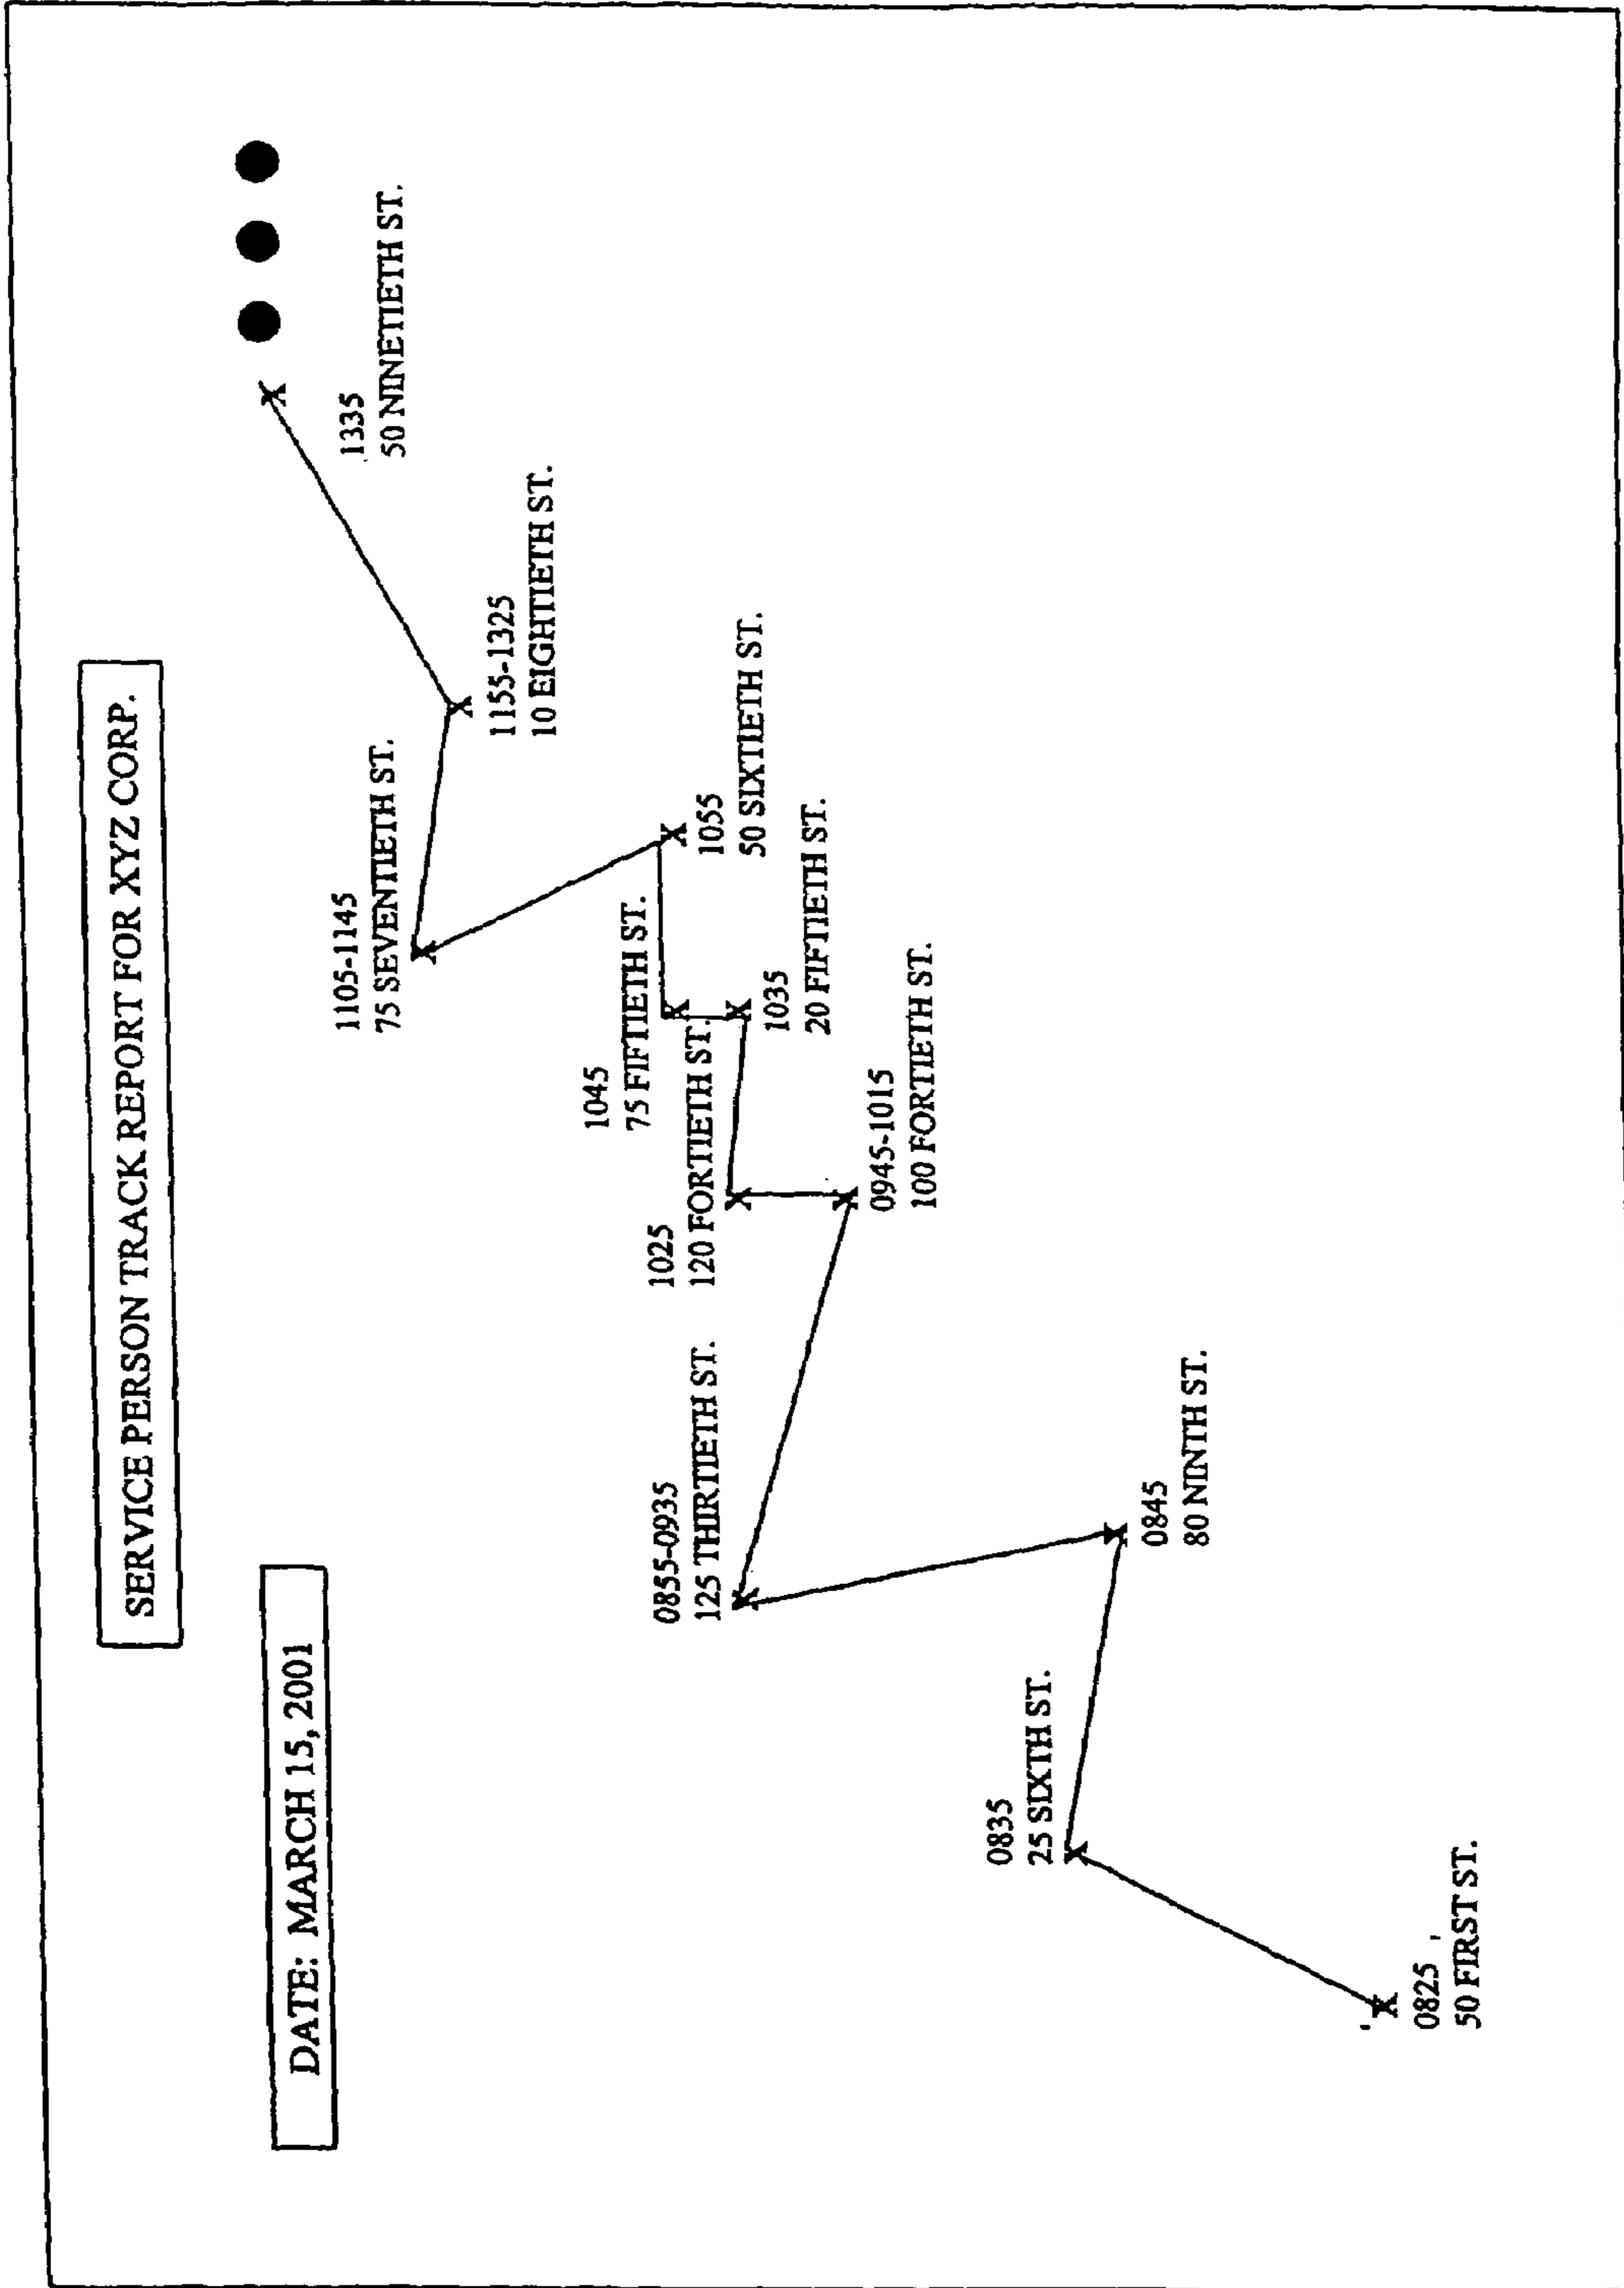 SERVICE PERSON TRACK REPORT FOR XYZ CORP.
DATE: MARCH 15, 2001
0825
50 FIRST ST.
0835
25 SIXTH ST.
0845
80 NINTH ST.
0855-0935
125 THIRTIETH ST.
0945-1015
100 FORTIETH ST.
1025
120 FORTIETH ST.
1035
20 FIFTIETH ST.
1045
75 FIFTIETH ST.
1055
50 SIXTIETH ST.
1105-1145
75 SEVENTIETH ST.
1155-1325
10 EIGHTIETH ST.
1335
50 NINETIETH ST.